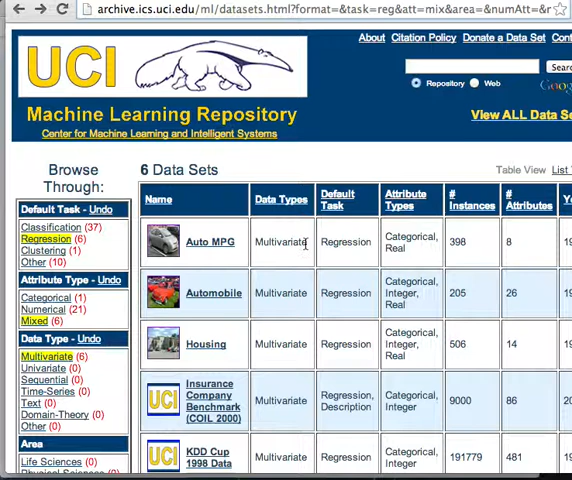 archive.ics.uci.edu/ml/datasets.html?format=&task=reg&att=mix&area=&numAtt=&
About Citation Policy Donate a Data Set
UCI
Repository Web
Machine Learning Repository
View ALL Data
Center for Machine Learning and Intelligent Systems
Browse
Through:
6 Data Sets
Table View List
Default Task - Undo
Classification (37)
Regression (6)
Clustering (1)
Other (10)
Attribute Type - Undo
Categorical (1)
Numerical (21)
Mixed (6)
Data Type - Undo
Multivariate (6)
Univariate (0)
Sequential (0)
Time-Series (0)
Text (0)
Domain-Theory (0)
Other (0)
Area
Life Sciences (0)
Physical Sciences (0)
Name
Data Types
Default
Task
Attribute
Types
#
Instances
#
Attributes
Auto MPG
Multivariate
Regression
Categorical,
Real
398
8
Automobile
Multivariate
Regression
Categorical,
Integer,
Real
205
26
Housing
Multivariate
Regression
Categorical,
Integer,
Real
506
14
UCI
Insurance
Company
Benchmark
(COIL 2000)
Multivariate
Regression,
Description
Categorical,
Integer
9000
86
UCI
KDD Cup
1998 Data
Multivariate
Regression
Categorical,
Integer
191779
481